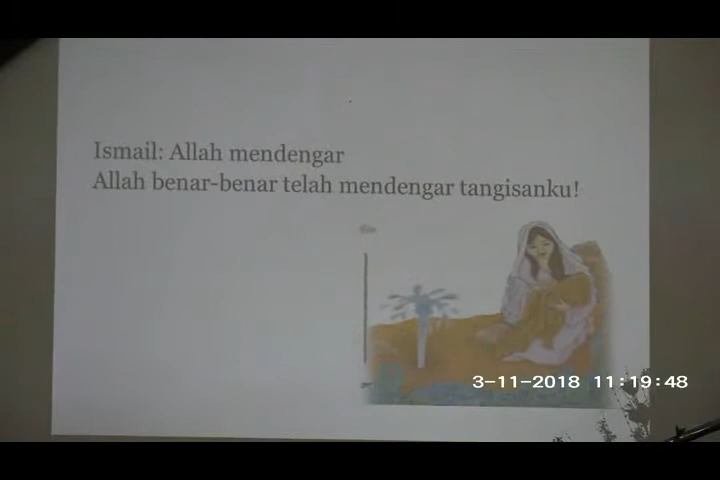 Ismail: Allah mendengar
Allah benar-benar telah mendengar tangisanku!
3-11-2018 11:19:48